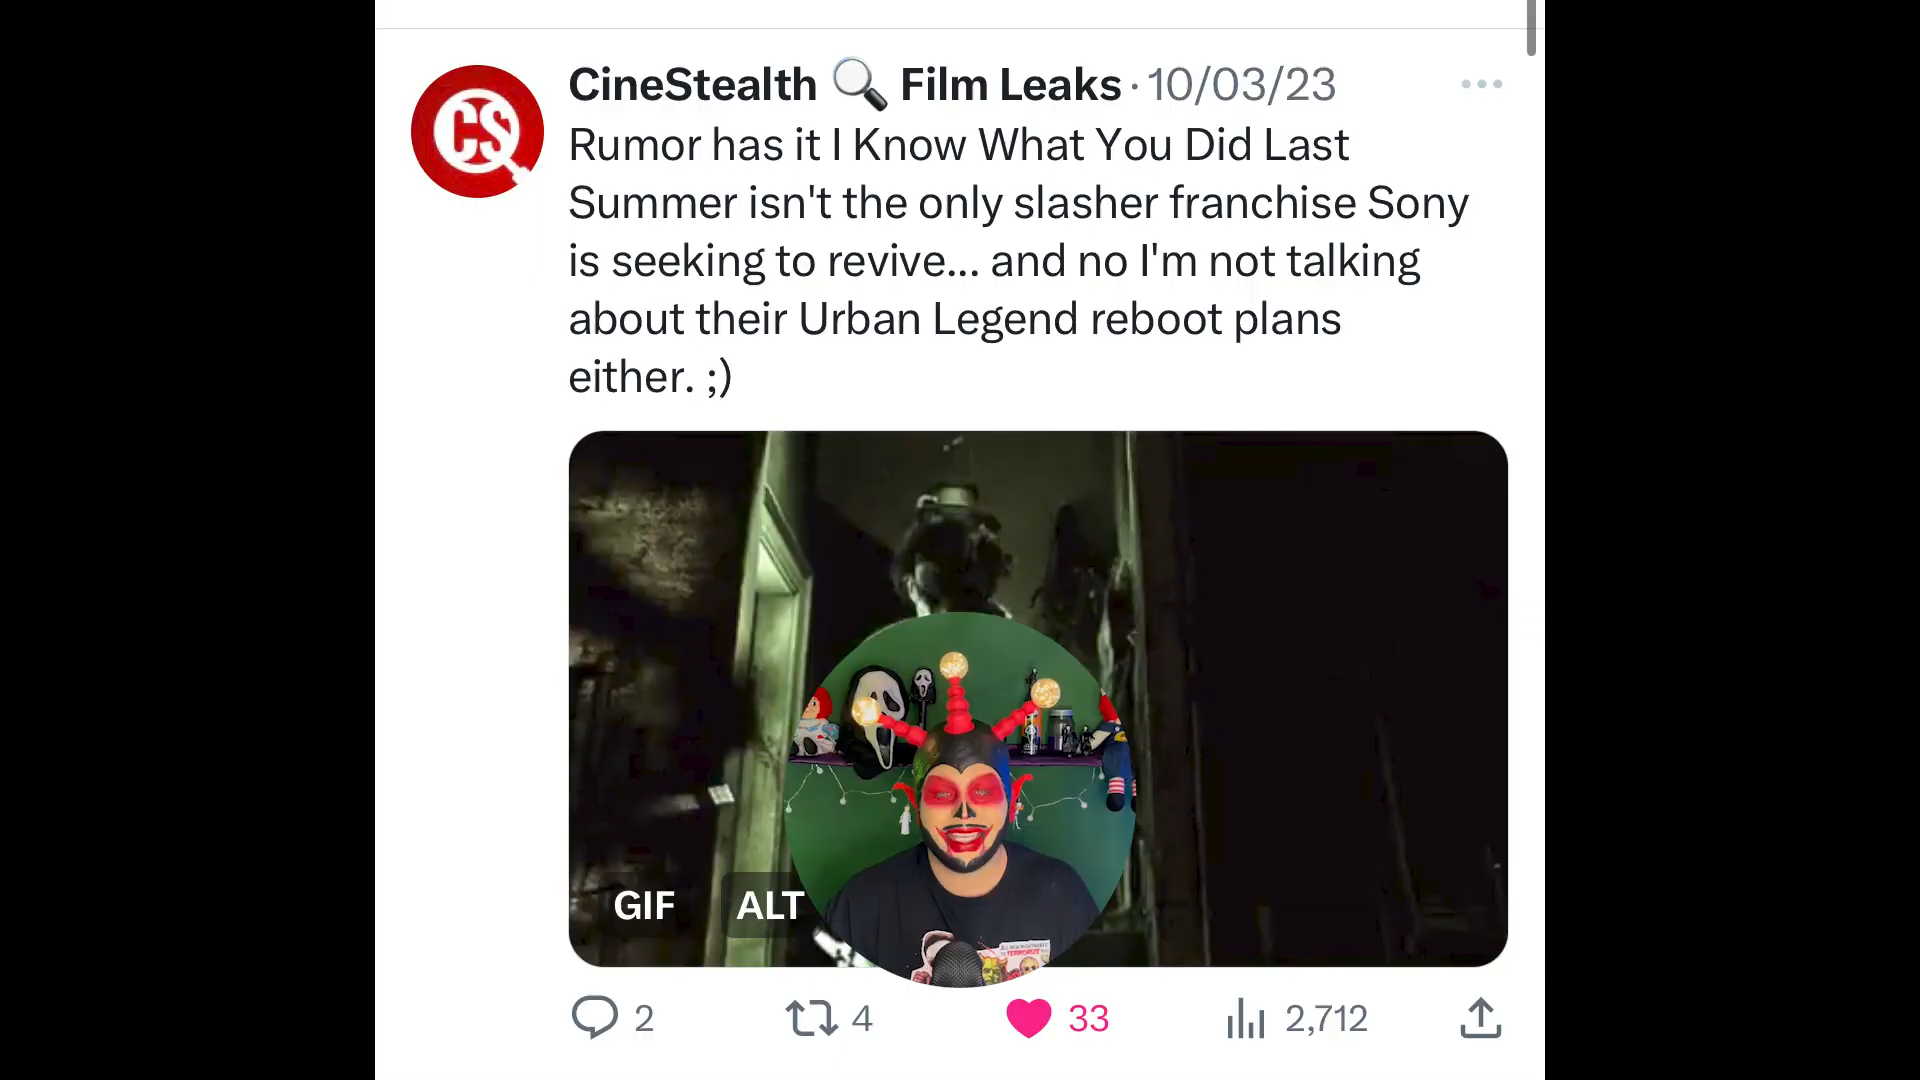 CS
CineStealth 🔍 Film Leaks · 10/03/23
Rumor has it I Know What You Did Last
Summer isn't the only slasher franchise Sony
is seeking to revive... and no I'm not talking
about their Urban Legend reboot plans
either. ;)
TERRORIZE
GIF ALT
2 4 33 2,712